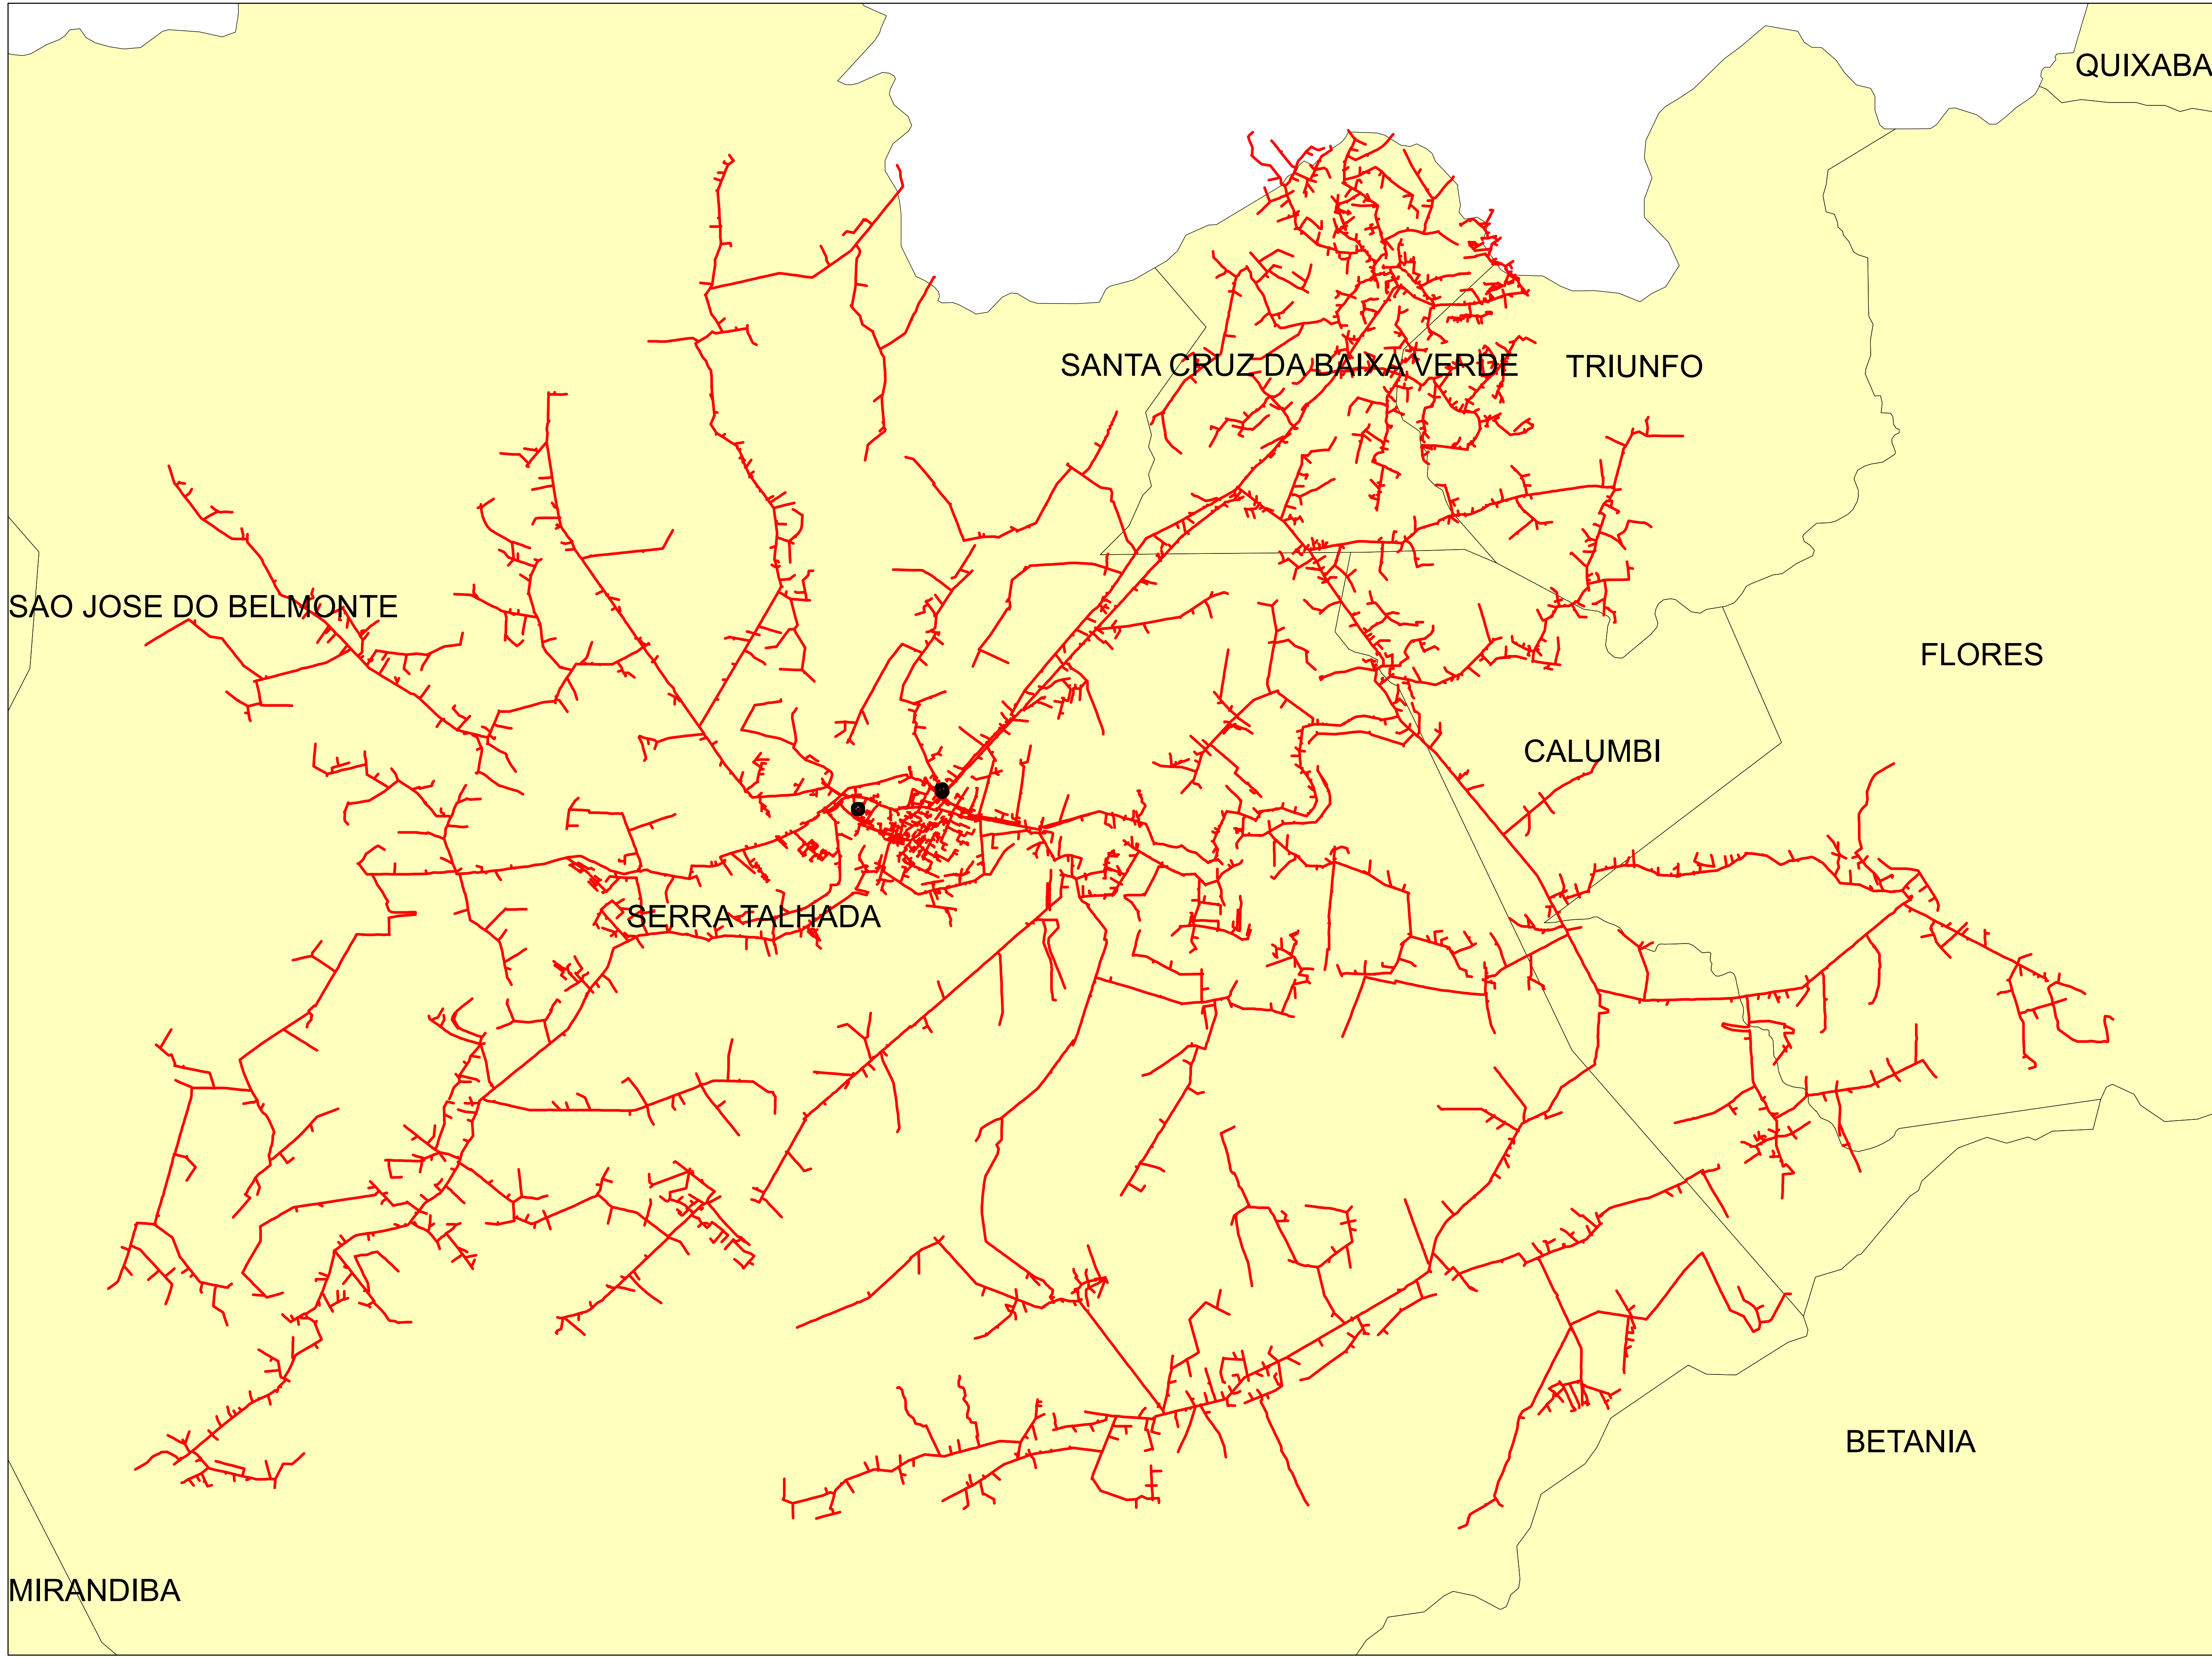 QUIXABA
SANTA CRUZ DA BAIXA VERDE
TRIUNFO
SAO JOSE DO BELMONTE
FLORES
CALUMBI
SERRA TALHADA
BETANIA
MIRANDIBA